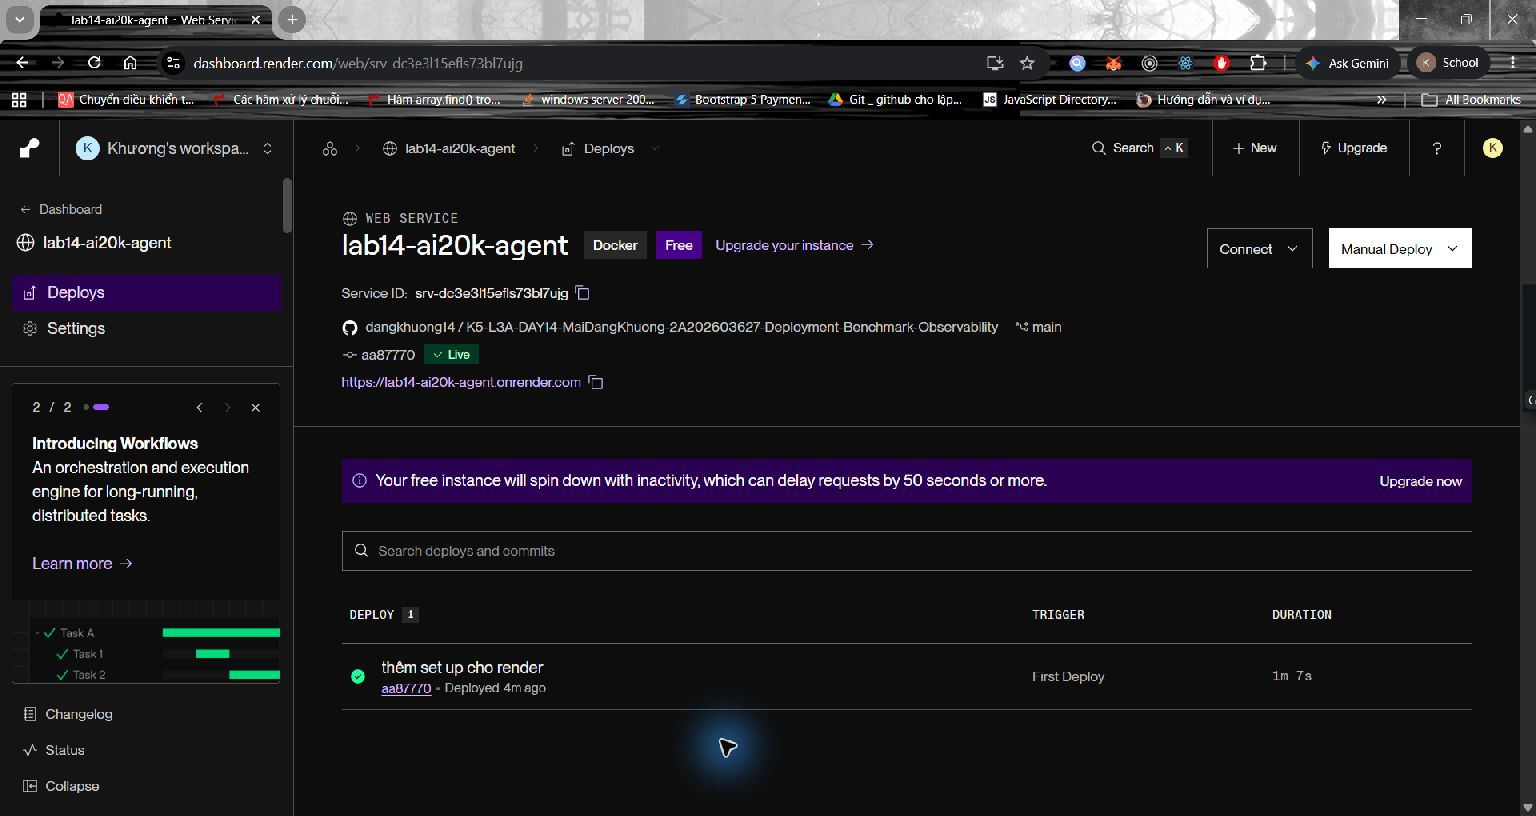 lab14-ai20k-agent - Web Servic
dashboard.render.com/web/srv-dc3e3l15efls73bl7ujg
Ask Gemini
K School
Chuyển điều khiển t...
Các hàm xử lý chuỗi...
Hàm array.find() tro...
windows server 200...
Bootstrap 5 Paymen...
Git _ github cho lập...
JS JavaScript Directory...
Hướng dẫn và ví dụ...
All Bookmarks
K Khương's workspa...
lab14-ai20k-agent
Deploys
Search ^ K
+ New
Upgrade
?
K
← Dashboard
lab14-ai20k-agent
Deploys
Settings
2 / 2
Introducing Workflows
An orchestration and execution
engine for long-running,
distributed tasks.
Learn more →
Task A
Task 1
Task 2
Changelog
Status
Collapse
WEB SERVICE
lab14-ai20k-agent Docker Free Upgrade your instance →
Connect
Manual Deploy
Service ID: srv-dc3e3l15efls73bl7ujg
dangkhuong14 / K5-L3A-DAY14-MaiDangKhuong-2A202603627-Deployment-Benchmark-Observability main
aa87770 Live
https://lab14-ai20k-agent.onrender.com
Your free instance will spin down with inactivity, which can delay requests by 50 seconds or more.
Upgrade now
Search deploys and commits
DEPLOY 1 TRIGGER DURATION
thêm set up cho render
aa87770 - Deployed 4m ago
First Deploy
1m 7s